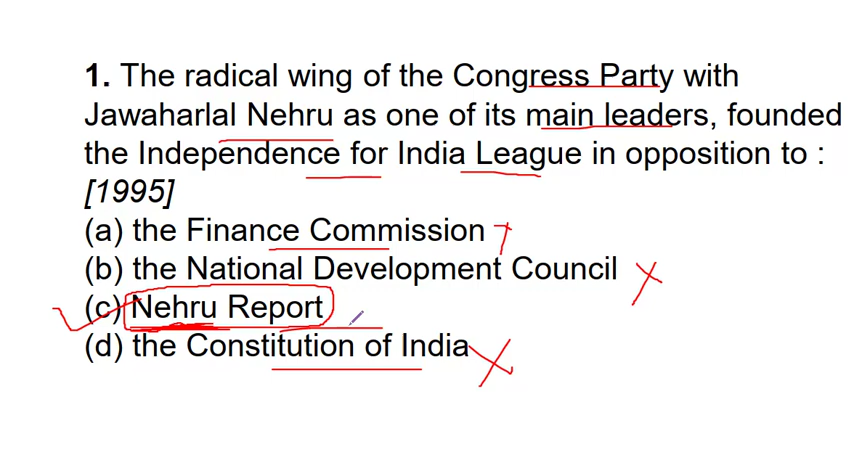 1. The radical wing of the Congress Party with
Jawaharlal Nehru as one of its main leaders, founded
the Independence for India League in opposition to :
[1995]
(a) the Finance Commission
(b) the National Development Council
(c) Nehru Report
(d) the Constitution of India